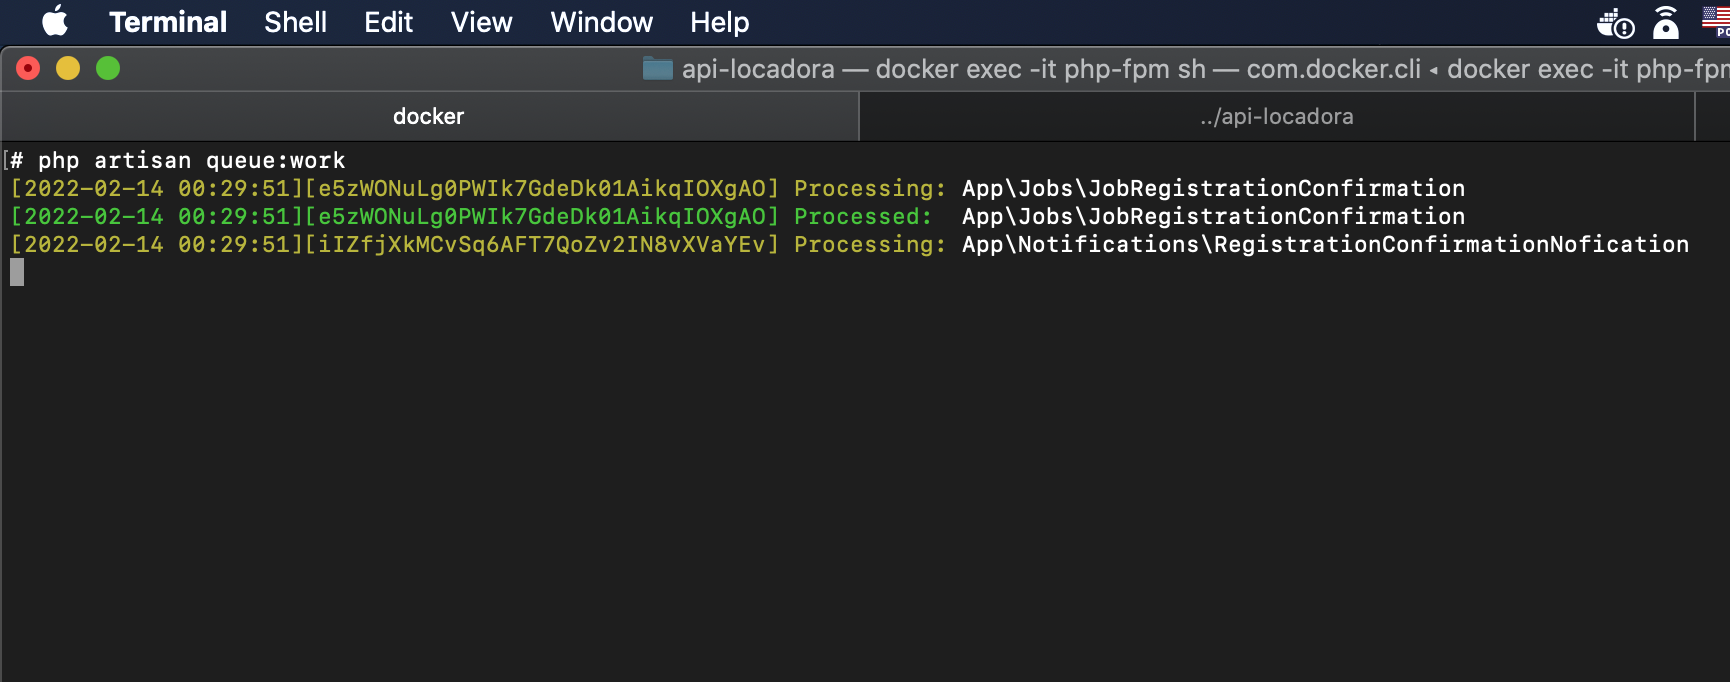 Terminal Shell Edit View Window Help
api-locadora — docker exec -it php-fpm sh — com.docker.cli ◂ docker exec -it php-fpm
docker ../api-locadora
# php artisan queue:work
[2022-02-14 00:29:51][e5zWONuLg0PWIk7GdeDk01AikqIOXgAO] Processing: App\Jobs\JobRegistrationConfirmation
[2022-02-14 00:29:51][e5zWONuLg0PWIk7GdeDk01AikqIOXgAO] Processed: App\Jobs\JobRegistrationConfirmation
[2022-02-14 00:29:51][iIZfjXkMCvSq6AFT7QoZv2IN8vXVaYEv] Processing: App\Notifications\RegistrationConfirmationNofication